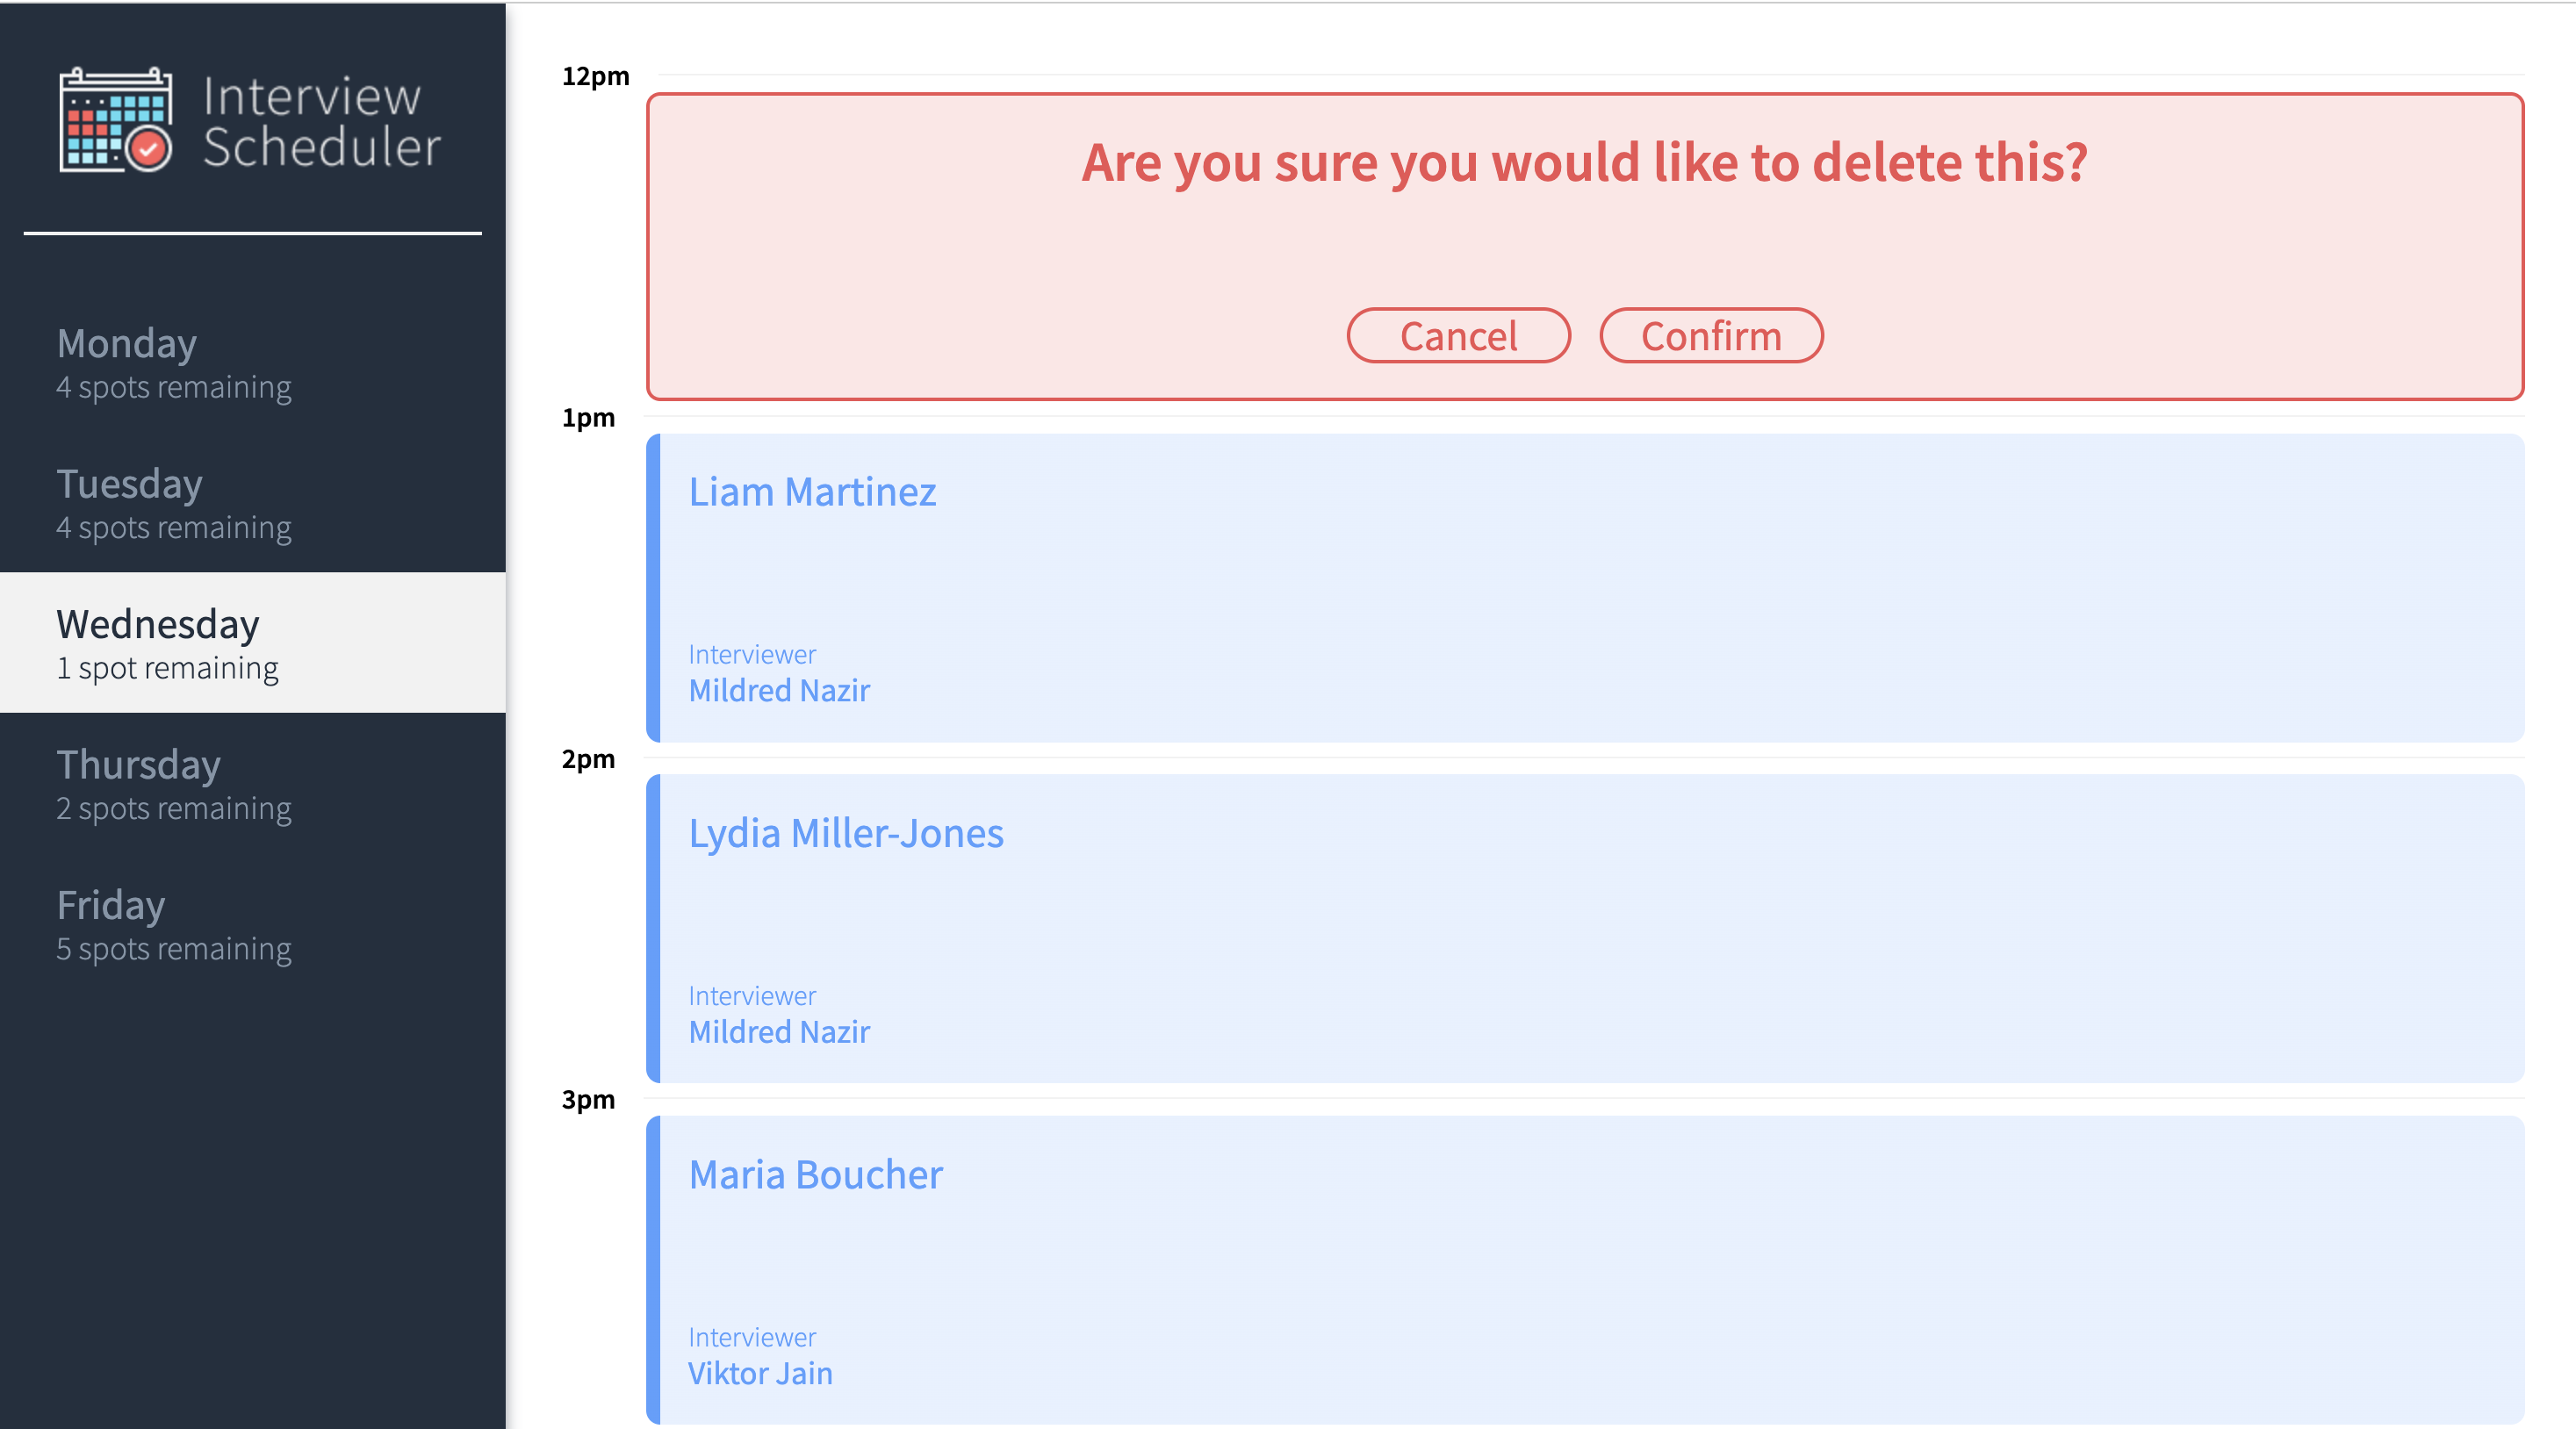 Interview
Scheduler
Monday
4 spots remaining
Tuesday
4 spots remaining
Wednesday
1 spot remaining
Thursday
2 spots remaining
Friday
5 spots remaining
12pm
Are you sure you would like to delete this?
Cancel Confirm
1pm
Liam Martinez
Interviewer
Mildred Nazir
2pm
Lydia Miller-Jones
Interviewer
Mildred Nazir
3pm
Maria Boucher
Interviewer
Viktor Jain